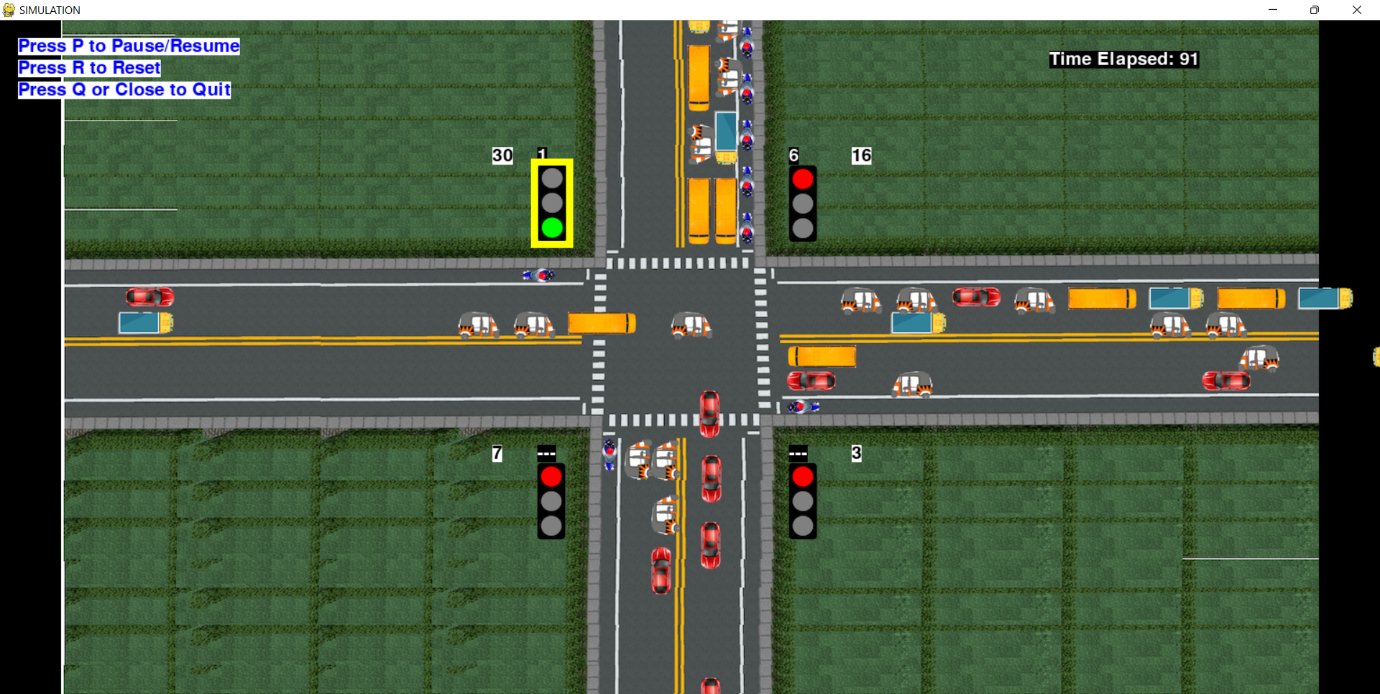 SIMULATION
Press P to Pause/Resume
Press R to Reset
Press Q or Close to Quit
Time Elapsed: 91
30 1 6 16
7 --- --- 3